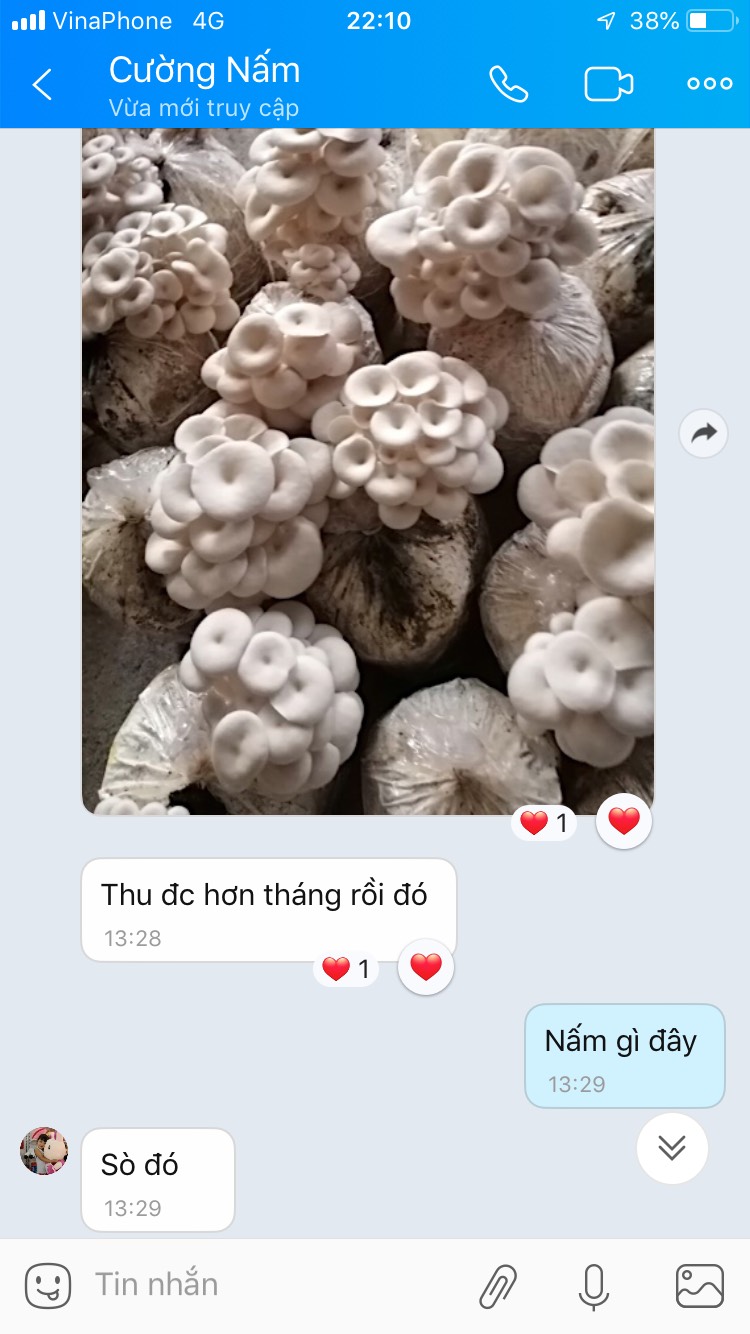 VinaPhone 4G 22:10 38%
Cường Nấm
Vừa mới truy cập
1
Thu đc hơn tháng rồi đó
13:28
1
Nấm gì đây
13:29
Sò đó
13:29
Tin nhắn